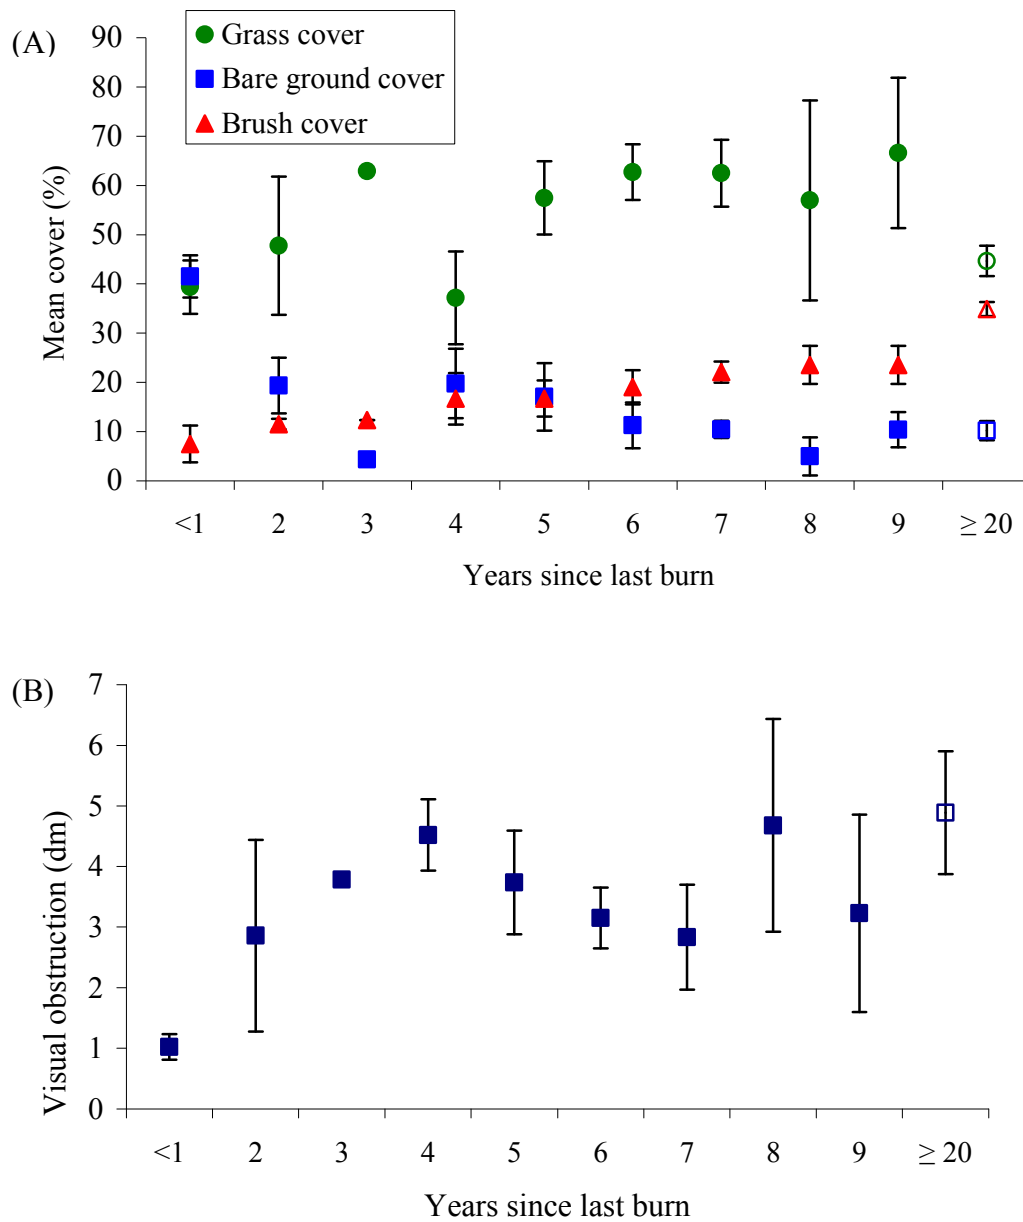 (A)
Grass cover
Bare ground cover
Brush cover
Mean cover (%)
90
80
70
60
50
40
30
20
10
0
<1 2 3 4 5 6 7 8 9 ≥ 20
Years since last burn
(B)
Visual obstruction (dm)
7
6
5
4
3
2
1
0
<1 2 3 4 5 6 7 8 9 ≥ 20
Years since last burn